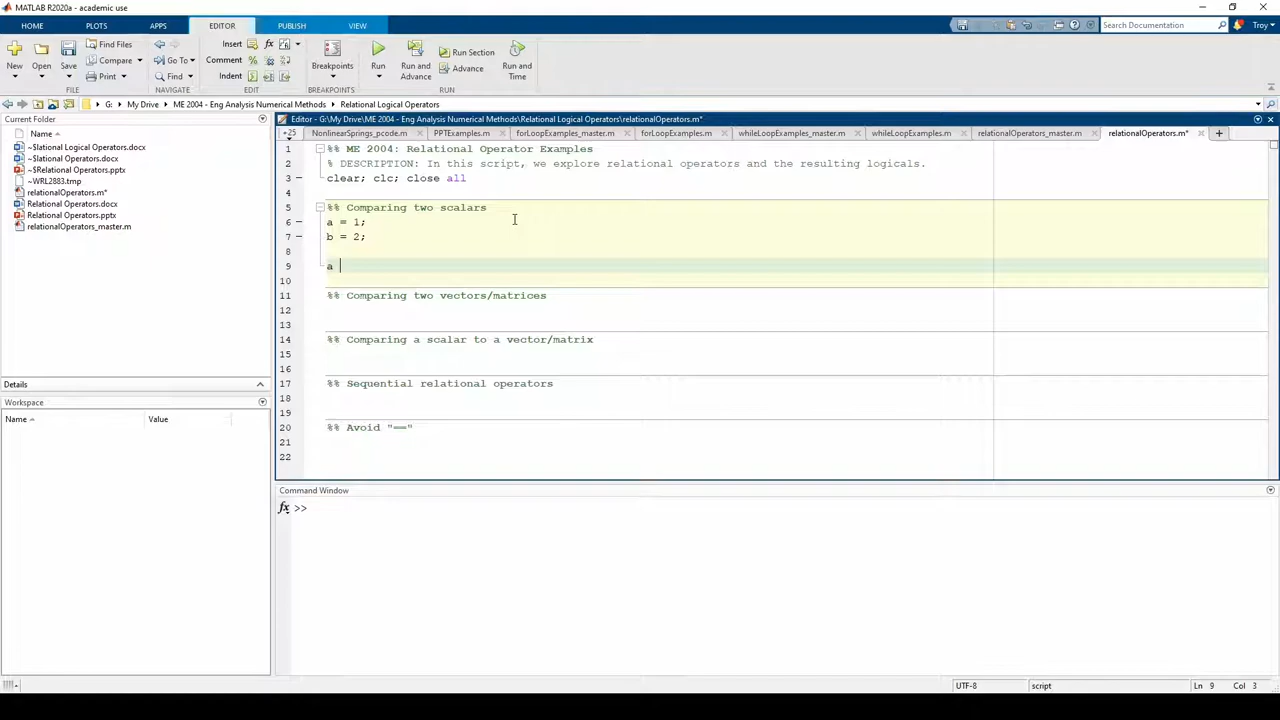 MATLAB R2020a - academic use
HOME PLOTS APPS EDITOR PUBLISH VIEW
Search Documentation Troy
New Open Save Find Files Compare Print
Insert fx Comment Indent
Go To Find
Breakpoints Run Run and Advance Run Section Advance Run and Time
FILE NAVIGATE EDIT BREAKPOINTS RUN
G: My Drive ME 2004 - Eng Analysis Numerical Methods Relational Logical Operators
Current Folder
Name
~$lational Logical Operators.docx
~$lational Operators.docx
~$Relational Operators.pptx
~WRL2883.tmp
relationalOperators.m*
Relational Operators.docx
Relational Operators.pptx
relationalOperators_master.m
Details
Workspace
Name Value
Editor - G:\My Drive\ME 2004 - Eng Analysis Numerical Methods\Relational Logical Operators\relationalOperators.m*
+25 NonlinearSprings_pcode.m PPTExamples.m forLoopExamples_master.m forLoopExamples.m whileLoopExamples_master.m whileLoopExamples.m relationalOperators_master.m relationalOperators.m* +
1 %% ME 2004: Relational Operator Examples
2 % DESCRIPTION: In this script, we explore relational operators and the resulting logicals.
3 clear; clc; close all
4
5 %% Comparing two scalars
6 a = 1;
7 b = 2;
8
9 a
10
11 %% Comparing two vectors/matrices
12
13
14 %% Comparing a scalar to a vector/matrix
15
16
17 %% Sequential relational operators
18
19
20 %% Avoid "=="
21
22
Command Window
fx >>
UTF-8 script Ln 9 Col 3